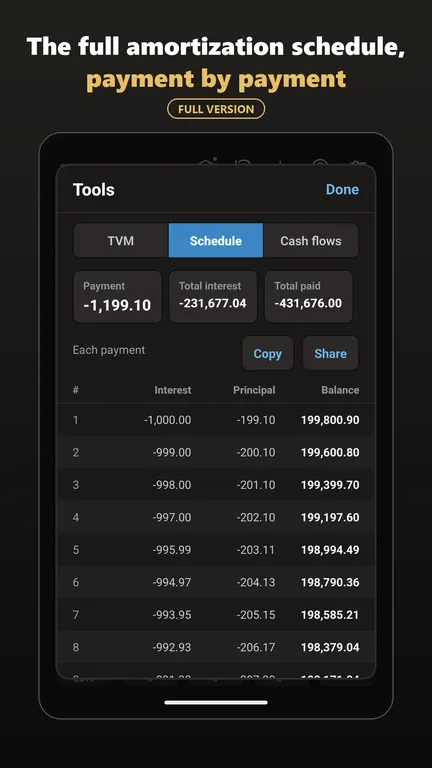 The full amortization schedule,
payment by payment
FULL VERSION
Tools Done
TVM Schedule Cash flows
Payment Total interest Total paid
-1,199.10 -231,677.04 -431,676.00
Each payment Copy Share
# Interest Principal Balance
1 -1,000.00 -199.10 199,800.90
2 -999.00 -200.10 199,600.80
3 -998.00 -201.10 199,399.70
4 -997.00 -202.10 199,197.60
5 -995.99 -203.11 198,994.49
6 -994.97 -204.13 198,790.36
7 -993.95 -205.15 198,585.21
8 -992.93 -206.17 198,379.04